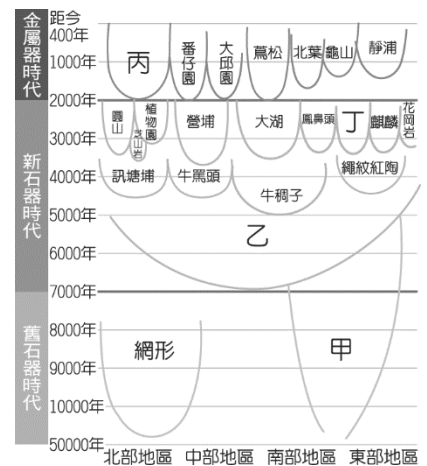 金屬器時代
新石器時代
舊石器時代
距今
400年
1000年
2000年
3000年
4000年
5000年
6000年
7000年
8000年
9000年
10000年
50000年
丙
番仔園
大邱園
蔦松
北葉
龜山
靜浦
圓山
芝山岩
植物園
營埔
大湖
鳳鼻頭
丁
麒麟
花岡岩
訊塘埔
牛罵頭
牛稠子
繩紋紅陶
乙
網形
甲
北部地區
中部地區
南部地區
東部地區